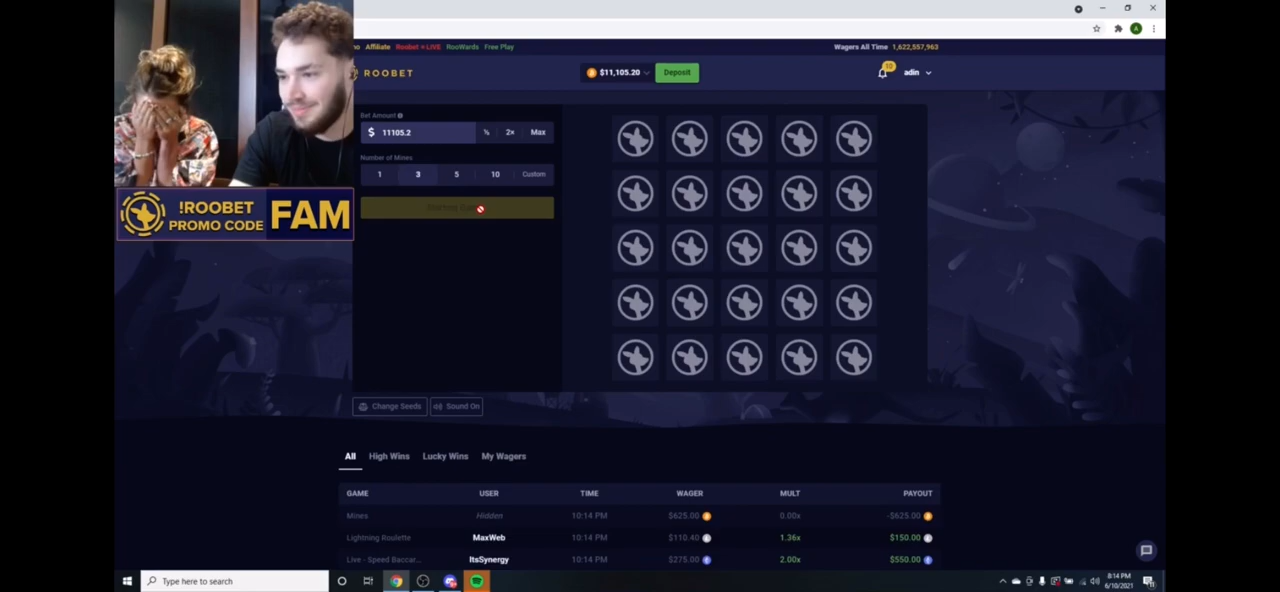 Affiliate Roobet LIVE RooWards Free Play
Wagers All Time 1,622,557,963
ROOBET
$11,105.20
Deposit
10
adin
Bet Amount
$ 11105.2
½ 2× Max
Number of Mines
1 3 5 10 Custom
!ROOBET
PROMO CODE
FAM
Change Seeds
Sound On
All High Wins Lucky Wins My Wagers
GAME USER TIME WAGER MULT PAYOUT
Mines Hidden 10:14 PM $625.00 0.00x -$625.00
Lightning Roulette MaxWeb 10:14 PM $110.40 1.36x $150.00
Live - Speed Baccar... ItsSynergy 10:14 PM $275.00 2.00x $550.00
Type here to search
8:14 PM
6/10/2021